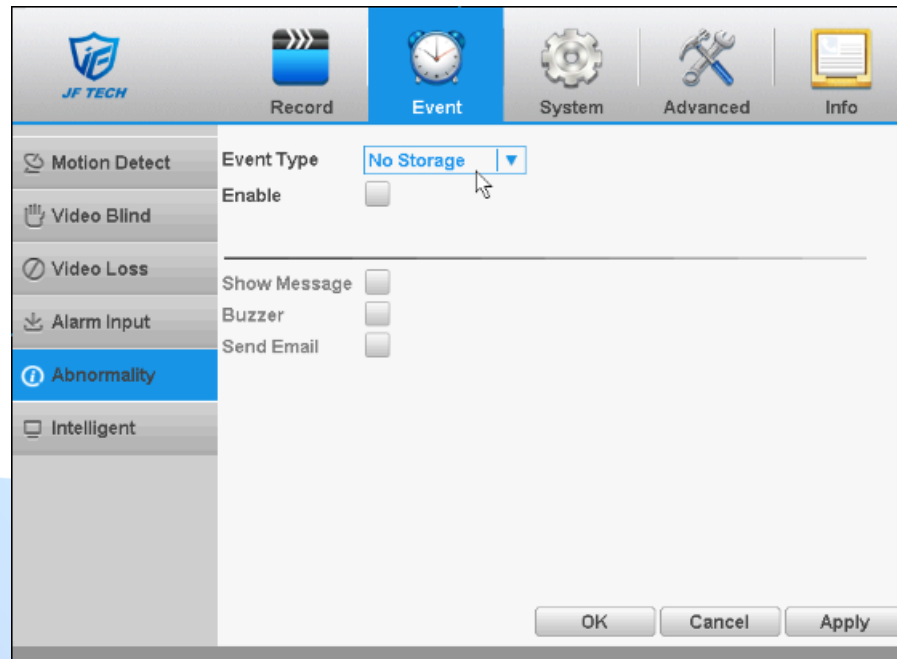 JF TECH
Record Event System Advanced Info
Motion Detect
Video Blind
Video Loss
Alarm Input
Abnormality
Intelligent
Event Type No Storage
Enable
Show Message
Buzzer
Send Email
OK Cancel Apply